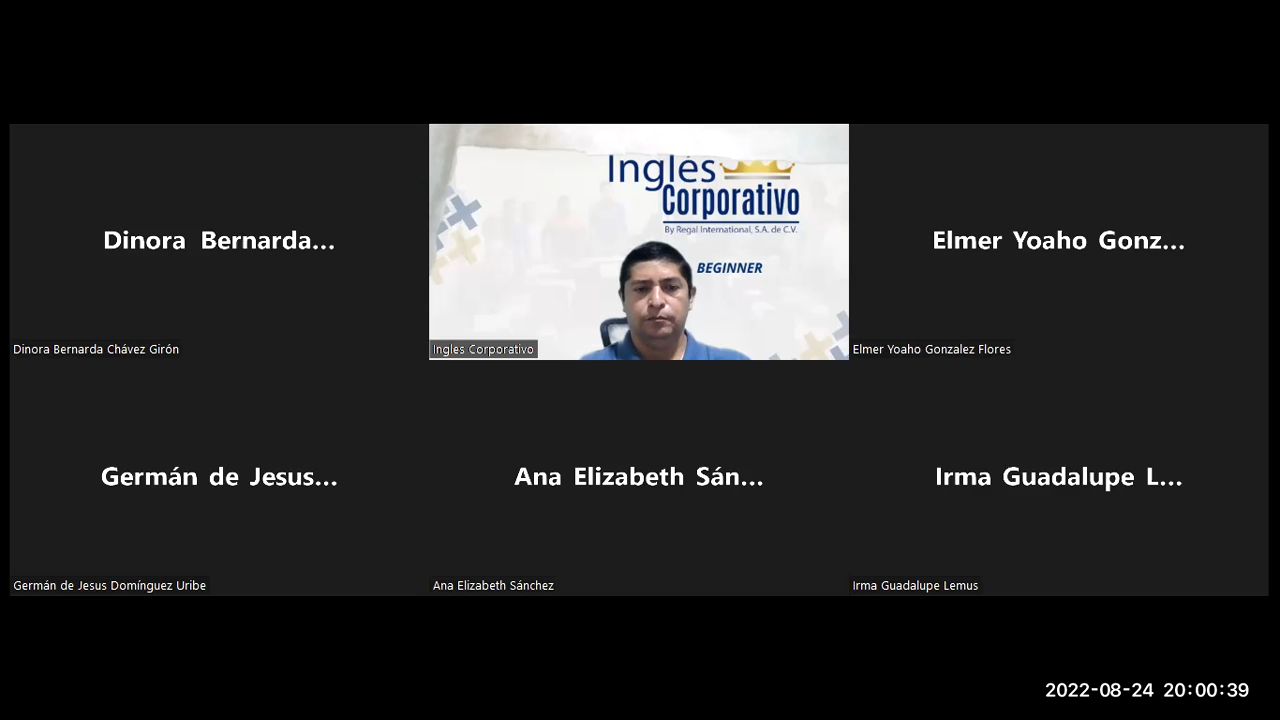 Dinora Bernarda...
Dinora Bernarda Chávez Girón
Inglés
Corporativo
By Regal International, S.A. de C.V.
BEGINNER
Ingles Corporativo
Elmer Yoaho Gonz...
Elmer Yoaho Gonzalez Flores
Germán de Jesus...
Germán de Jesus Domínguez Uribe
Ana Elizabeth Sán...
Ana Elizabeth Sánchez
Irma Guadalupe L...
Irma Guadalupe Lemus
2022-08-24 20:00:39